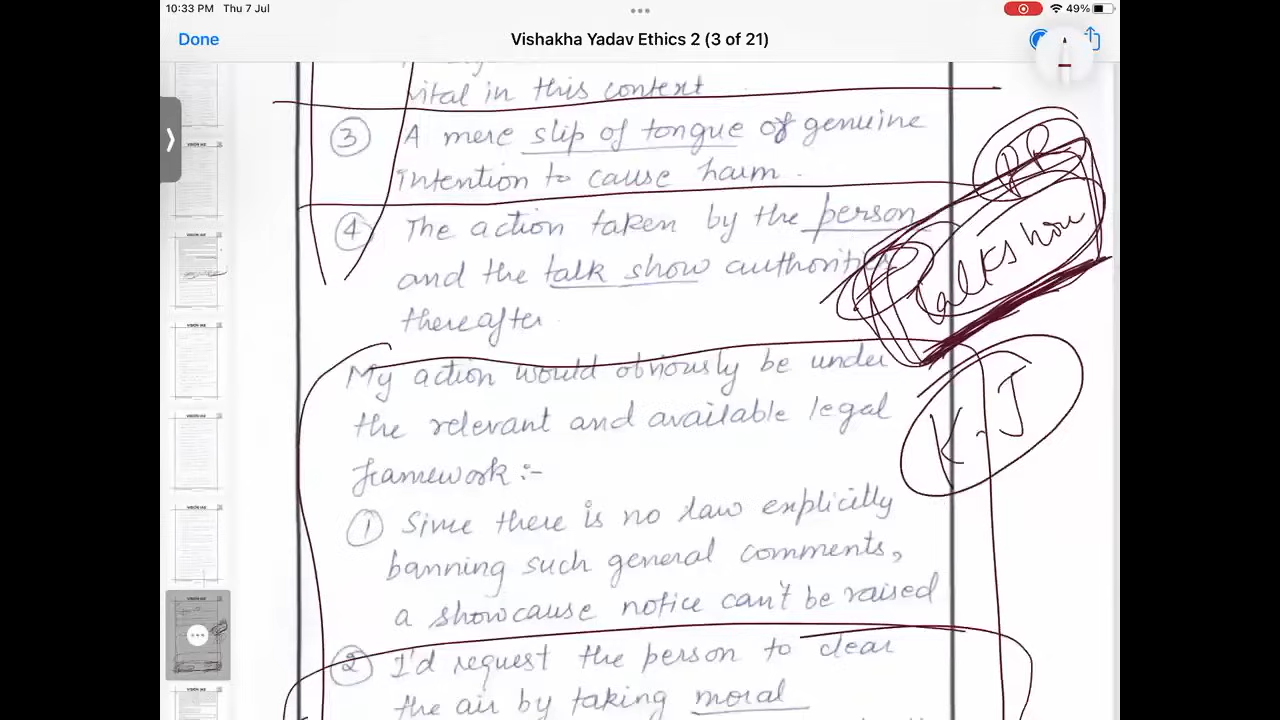 10:33 PM Thu 7 Jul
49%
Done
Vishakha Yadav Ethics 2 (3 of 21)
vital in this context
③ A mere slip of tongue of genuine
intention to cause harm.
④ The action taken by the person
and the talk show authorities
thereafter.
Talkshow
My action would obviously be under
the relevant and available legal
framework :-
K.J
① Since there is no law explicitly
banning such general comments,
a showcause notice can't be raised
② I'd request the person to clear
the air by taking moral